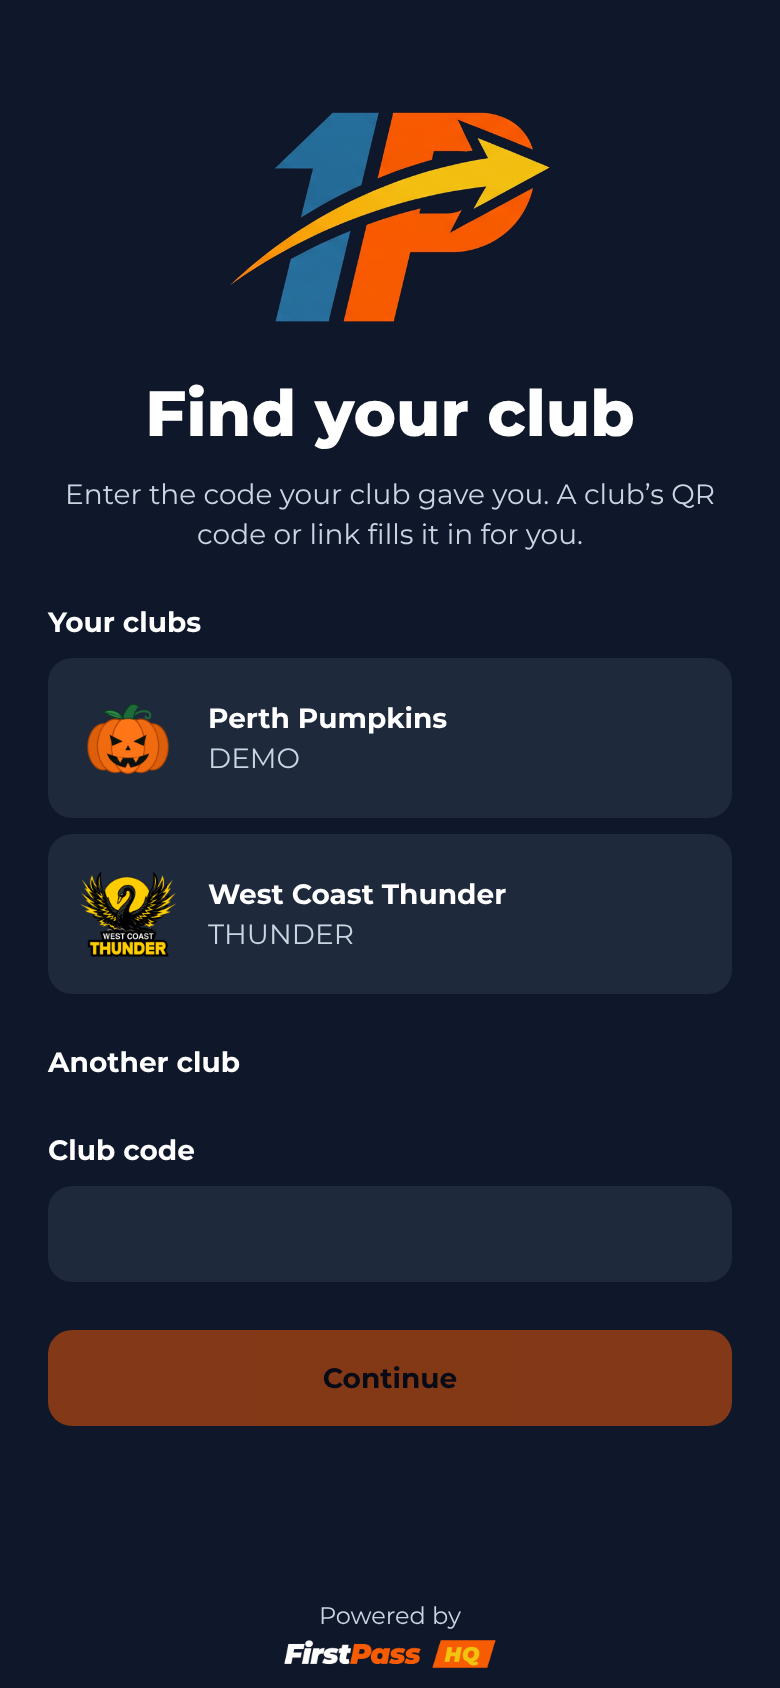 1P
Find your club
Enter the code your club gave you. A club’s QR
code or link fills it in for you.
Your clubs
Perth Pumpkins
DEMO
WEST COAST
THUNDER
West Coast Thunder
THUNDER
Another club
Club code
Continue
Powered by
FirstPass HQ